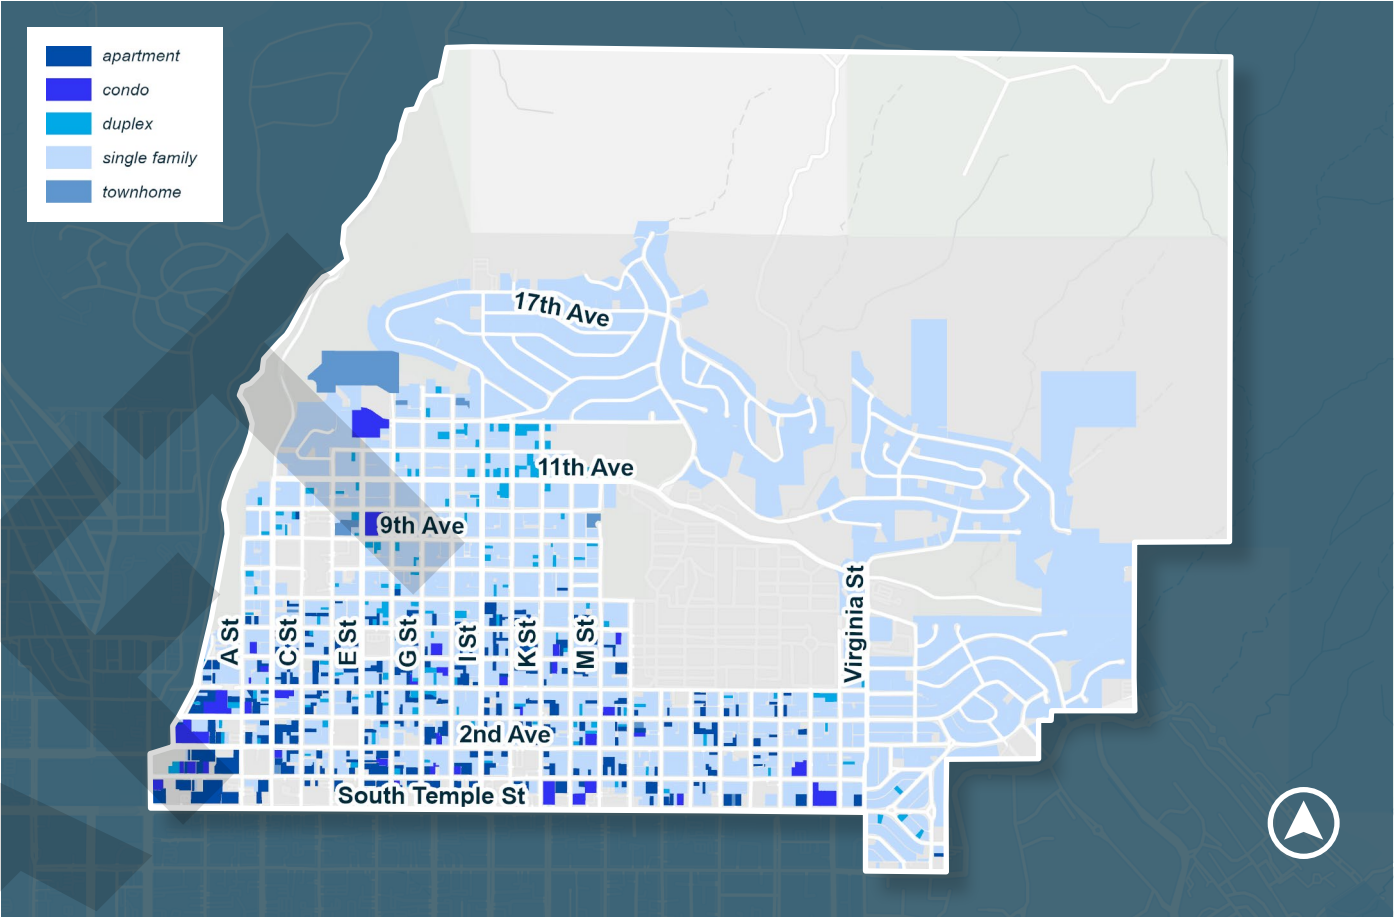 apartment
condo
duplex
single family
townhome
17th Ave
11th Ave
9th Ave
A St
C St
E St
G St
I St
K St
M St
Virginia St
2nd Ave
South Temple St